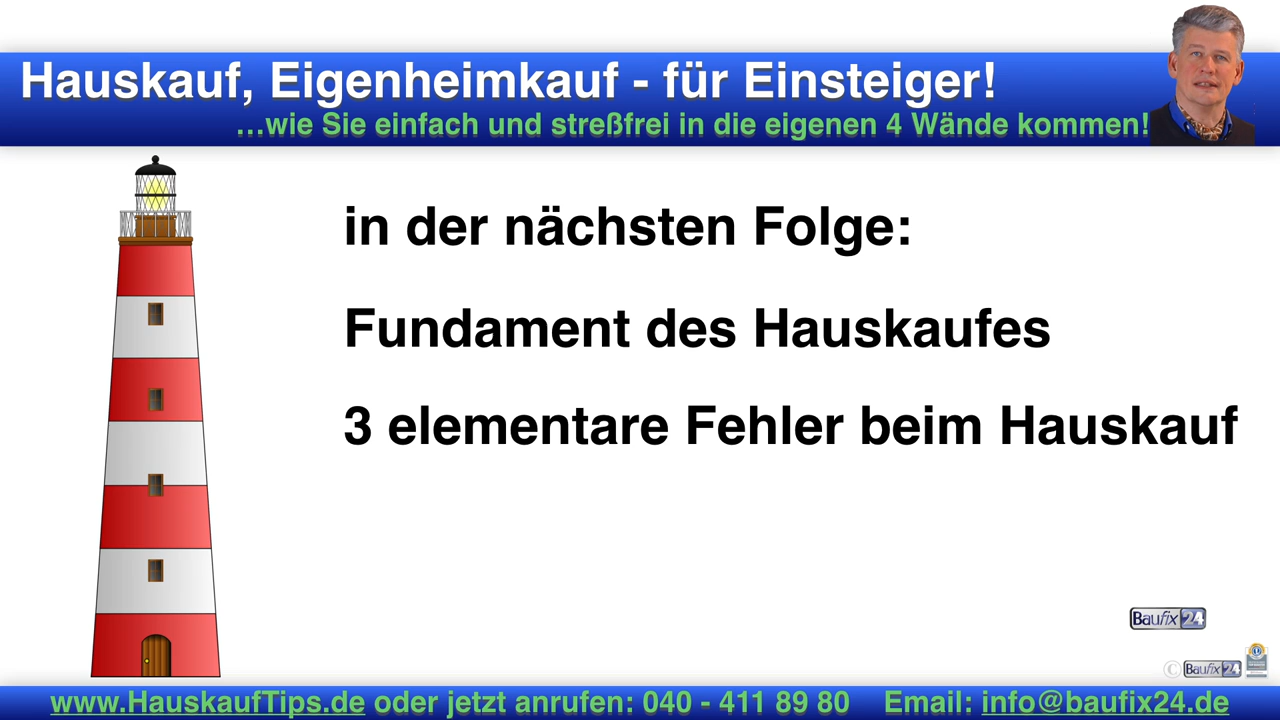 Hauskauf, Eigenheimkauf - für Einsteiger!
...wie Sie einfach und streßfrei in die eigenen 4 Wände kommen!
in der nächsten Folge:
Fundament des Hauskaufes
3 elementare Fehler beim Hauskauf
Baufix24
© Baufix24
www.HauskaufTips.de oder jetzt anrufen: 040 - 411 89 80 Email: info@baufix24.de